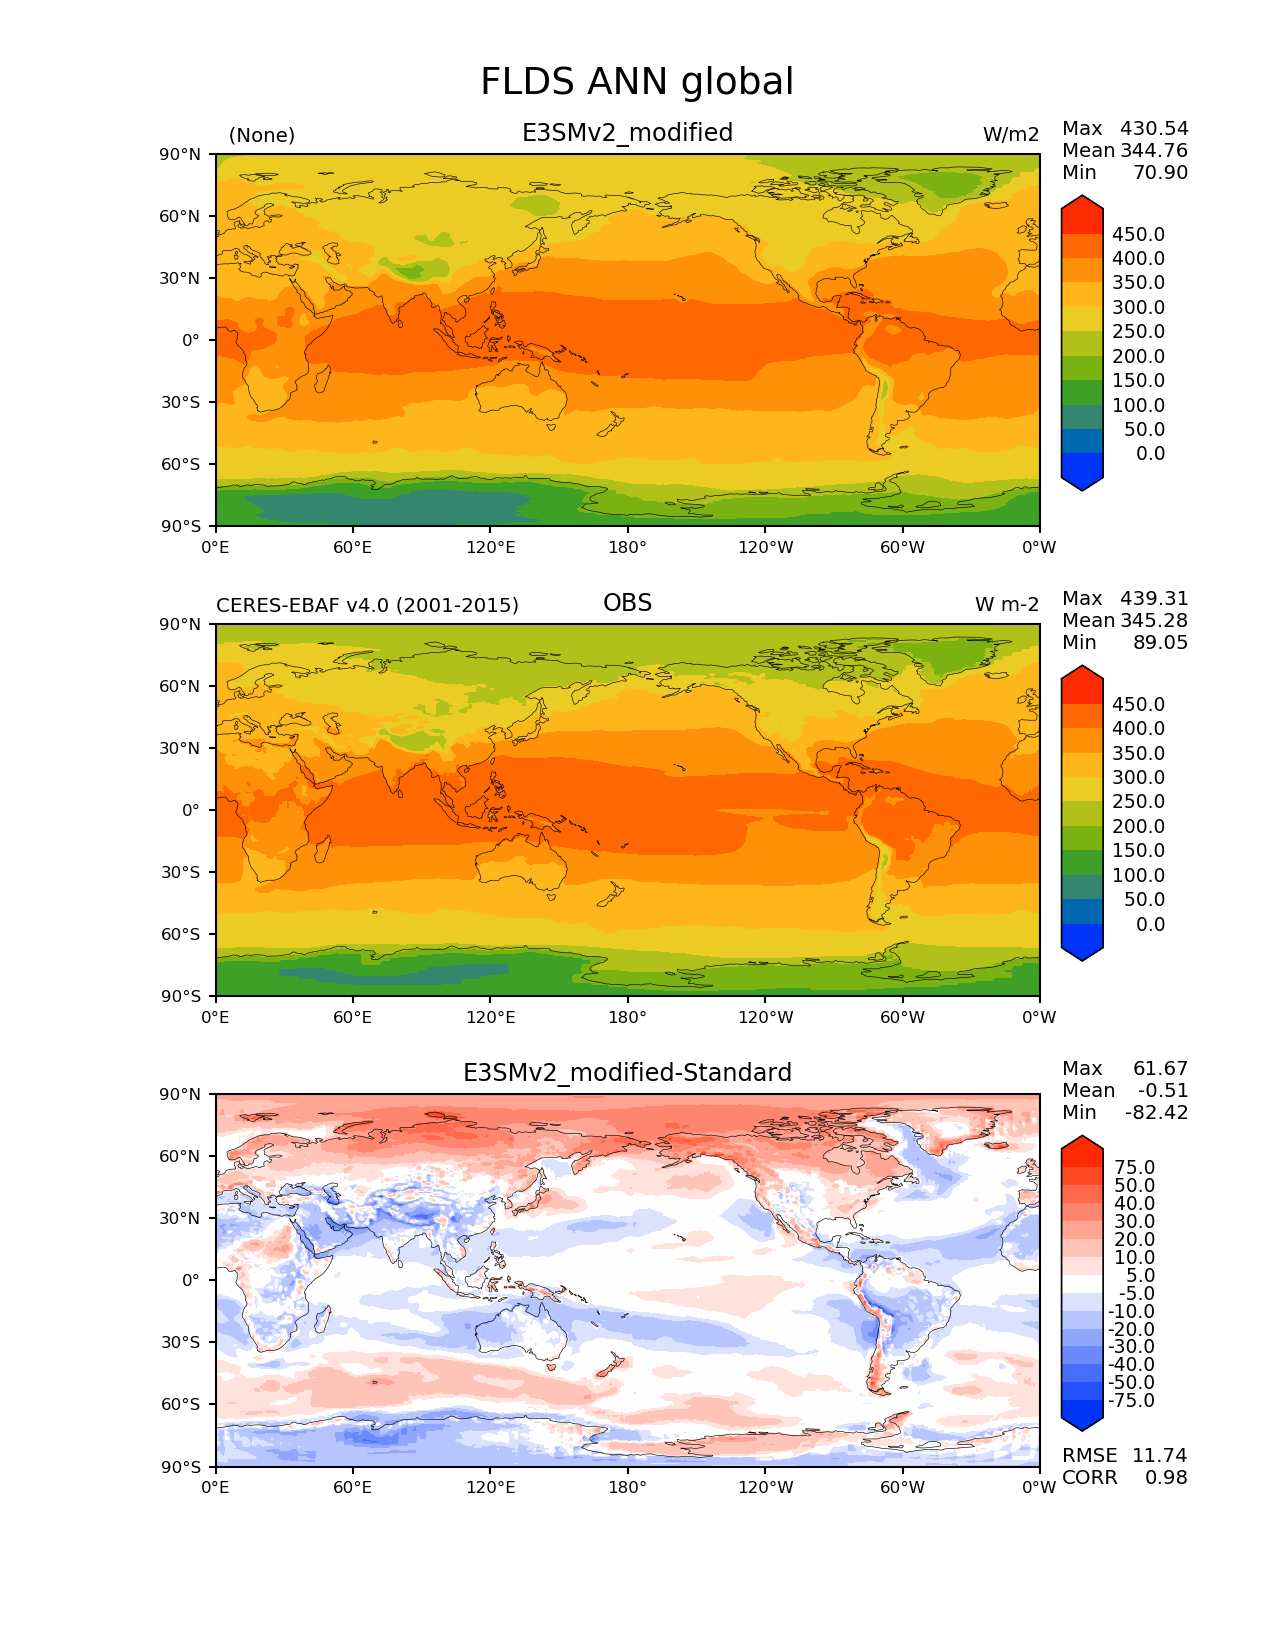 FLDS ANN global
(None) E3SMv2_modified W/m2
Max 430.54
Mean 344.76
Min 70.90
90°N
60°N
30°N
0°
30°S
60°S
90°S
0°E 60°E 120°E 180° 120°W 60°W 0°W
450.0
400.0
350.0
300.0
250.0
200.0
150.0
100.0
50.0
0.0
CERES-EBAF v4.0 (2001-2015) OBS W m-2
Max 439.31
Mean 345.28
Min 89.05
90°N
60°N
30°N
0°
30°S
60°S
90°S
0°E 60°E 120°E 180° 120°W 60°W 0°W
450.0
400.0
350.0
300.0
250.0
200.0
150.0
100.0
50.0
0.0
E3SMv2_modified-Standard
Max 61.67
Mean -0.51
Min -82.42
90°N
60°N
30°N
0°
30°S
60°S
90°S
0°E 60°E 120°E 180° 120°W 60°W 0°W
75.0
50.0
40.0
30.0
20.0
10.0
5.0
-5.0
-10.0
-20.0
-30.0
-40.0
-50.0
-75.0
RMSE 11.74
CORR 0.98